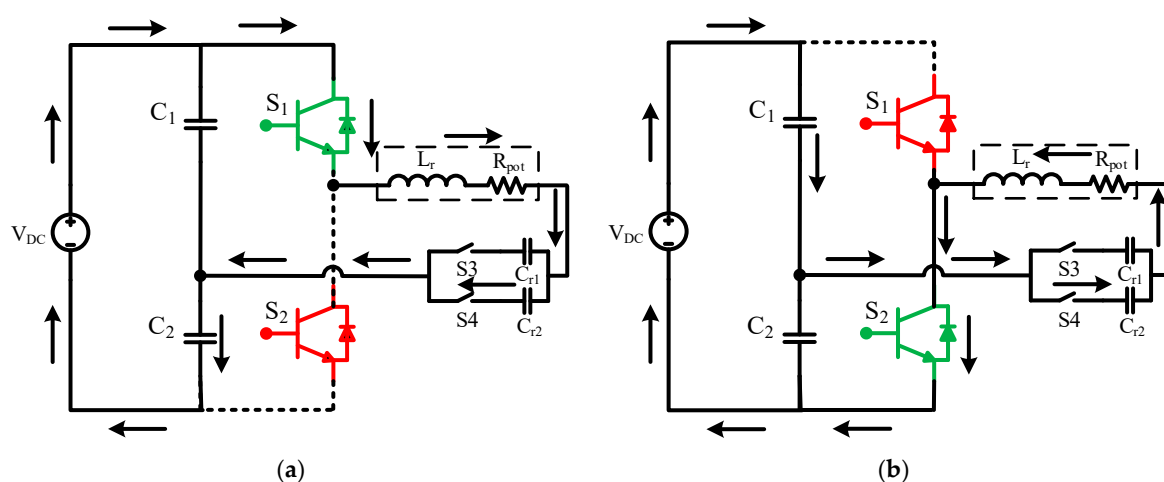 C1
S1
Lr
Rpot
VDC
+
−
S3
Cr1
C2
S2
S4
Cr2
(a)
C1
S1
Lr
Rpot
VDC
+
−
S3
Cr1
C2
S2
S4
Cr2
(b)